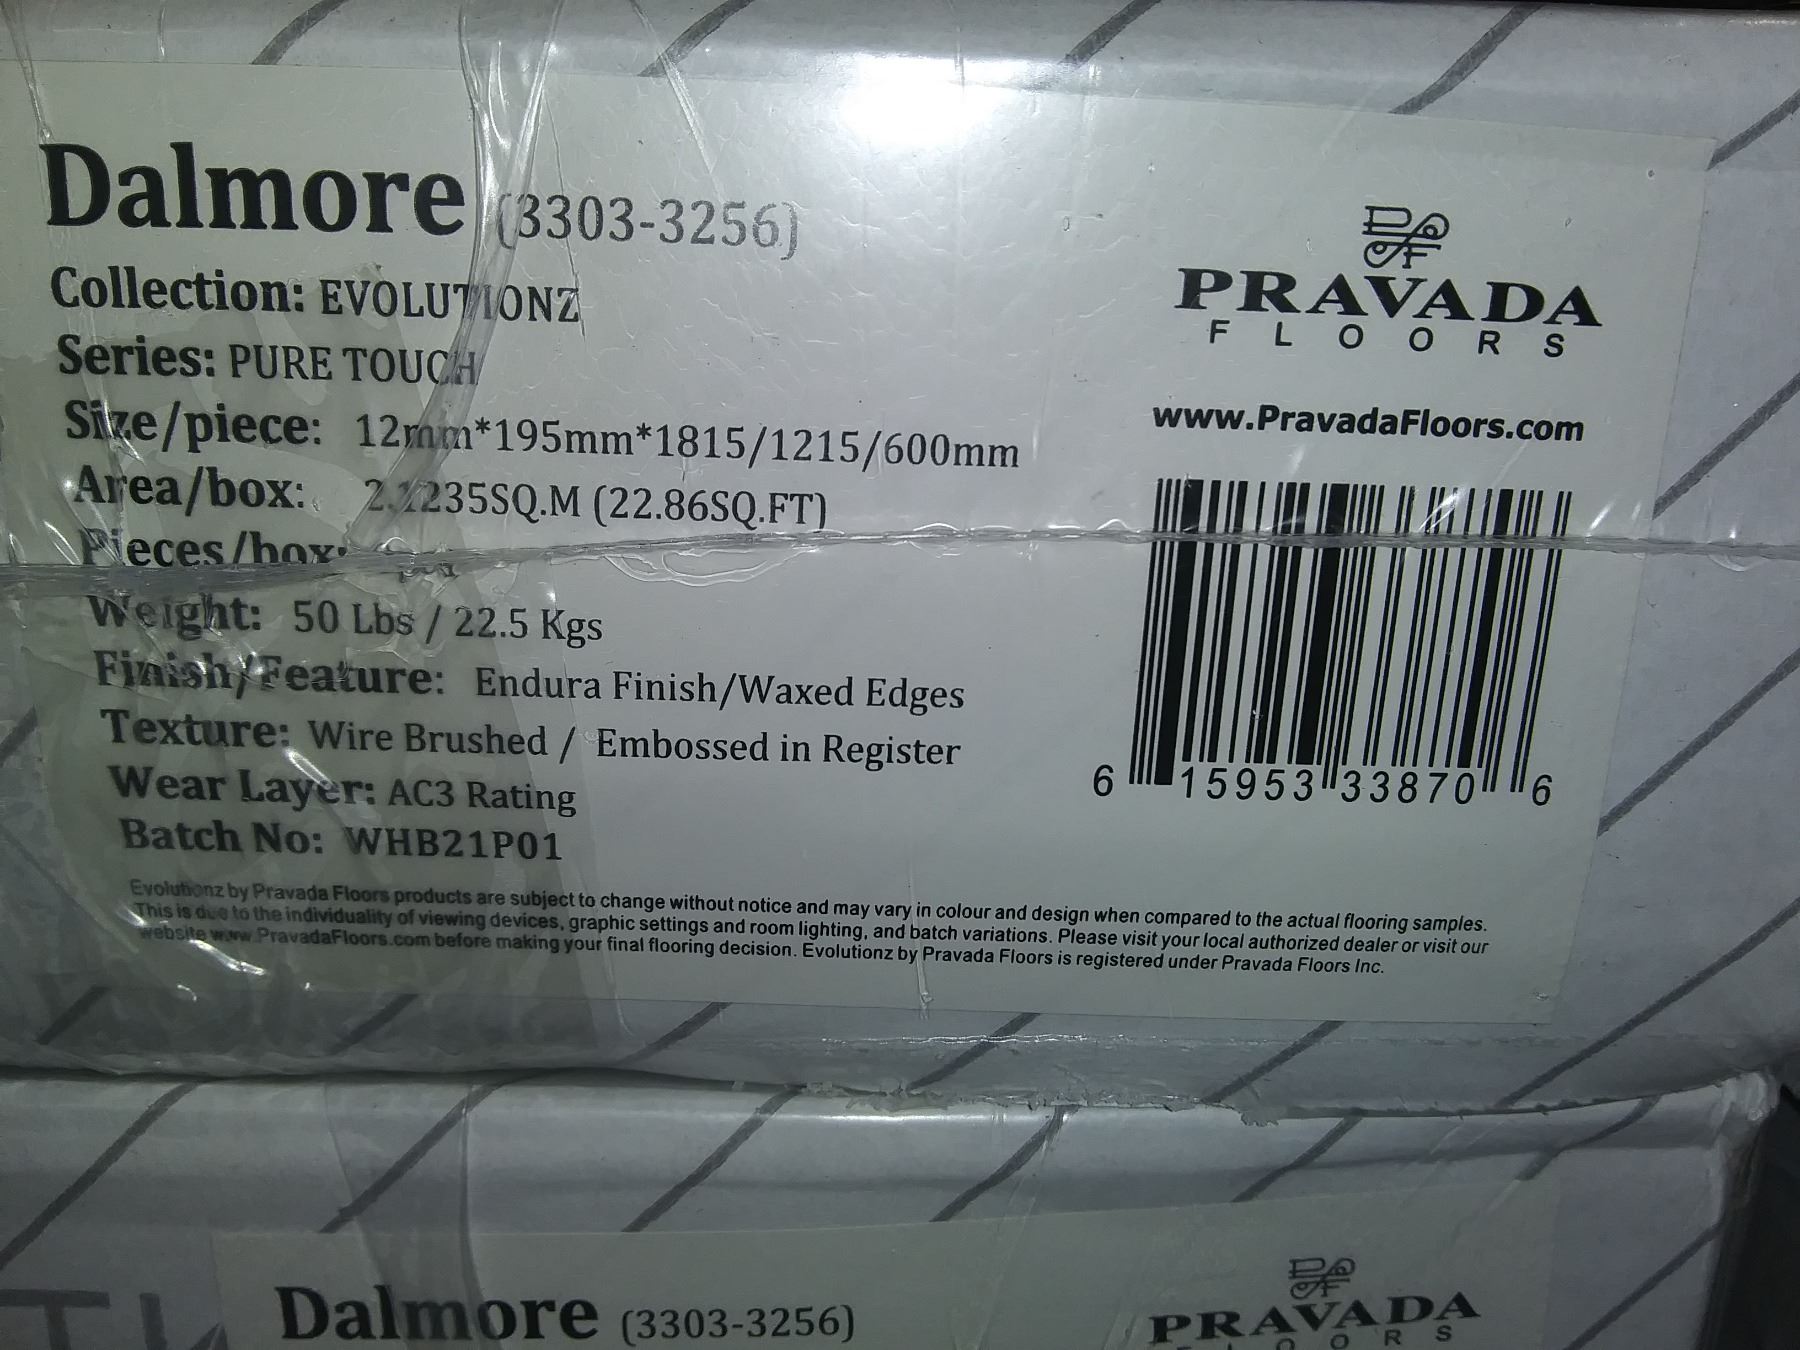 Dalmore (3303-3256)
Collection: EVOLUTIONZ
Series: PURE TOUCH
Size/piece: 12mm*195mm*1815/1215/600mm
Area/box: 2.1235SQ.M (22.86SQ.FT)
Pieces/box:
Weight: 50 Lbs / 22.5 Kgs
Finish/Feature: Endura Finish/Waxed Edges
Texture: Wire Brushed / Embossed in Register
Wear Layer: AC3 Rating
Batch No: WHB21P01
PRAVADA
FLOORS
www.PravadaFloors.com
6 15953 33870 6
Evolutionz by Pravada Floors products are subject to change without notice and may vary in colour and design when compared to the actual flooring samples.
This is due to the individuality of viewing devices, graphic settings and room lighting, and batch variations. Please visit your local authorized dealer or visit our
website www.PravadaFloors.com before making your final flooring decision. Evolutionz by Pravada Floors is registered under Pravada Floors Inc.
Dalmore (3303-3256)
PRAVADA
FLOORS